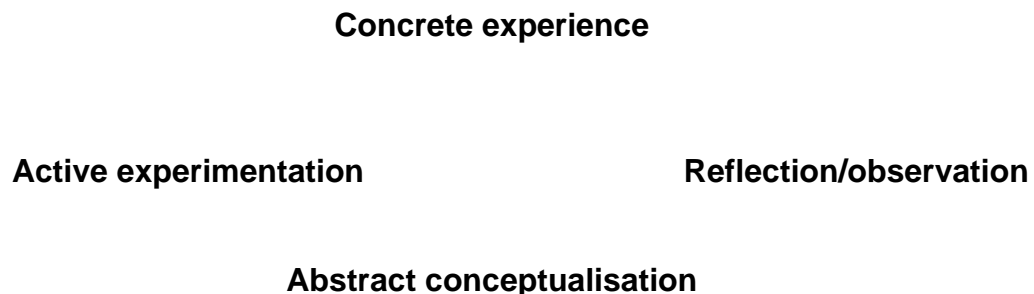 Concrete experience
Active experimentation
Reflection/observation
Abstract conceptualisation